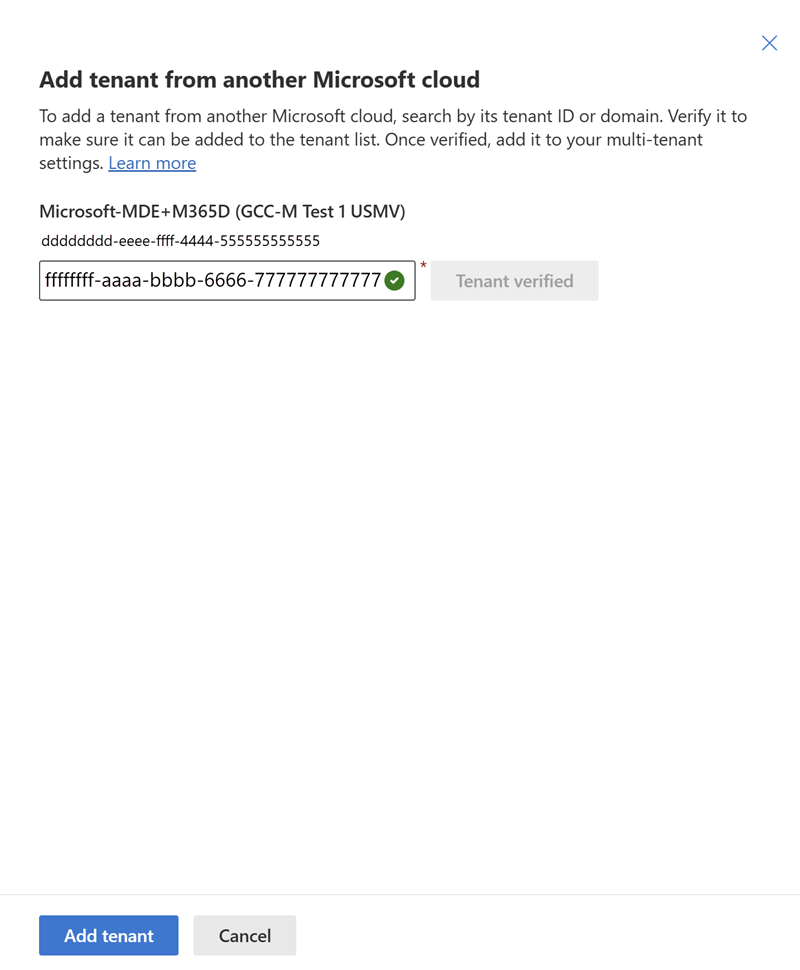 Add tenant from another Microsoft cloud
To add a tenant from another Microsoft cloud, search by its tenant ID or domain. Verify it to
make sure it can be added to the tenant list. Once verified, add it to your multi-tenant
settings. Learn more
Microsoft-MDE+M365D (GCC-M Test 1 USMV)
dddddddd-eeee-ffff-4444-555555555555
ffffffff-aaaa-bbbb-6666-777777777777 * Tenant verified
Add tenant Cancel